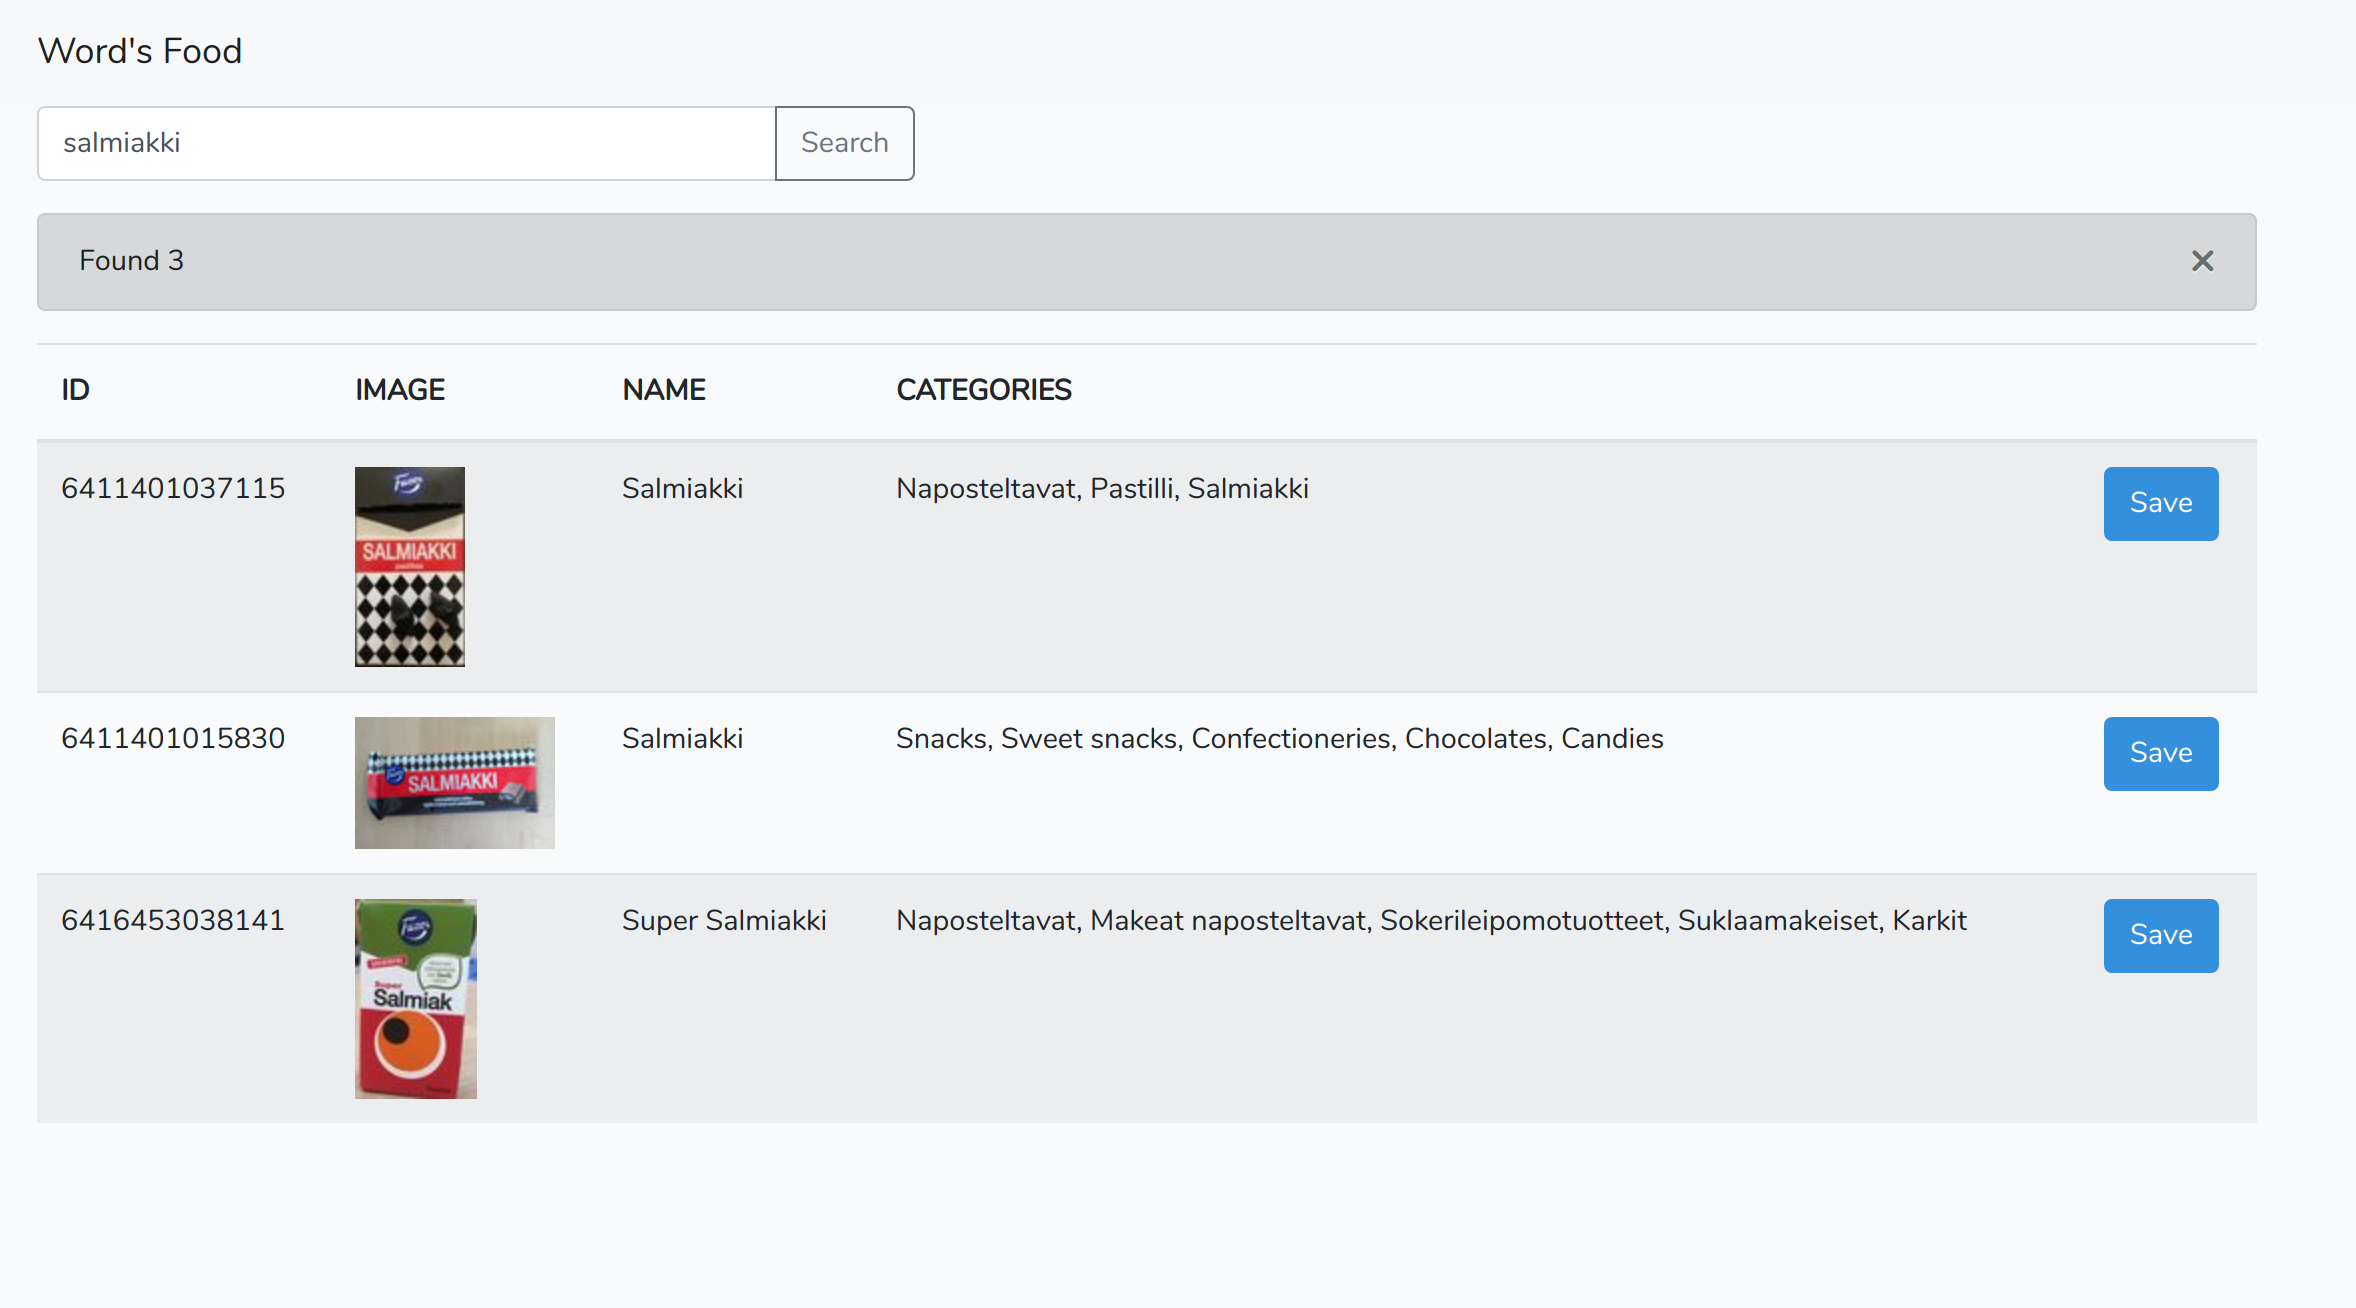 Word's Food
salmiakki Search
Found 3 ×
ID IMAGE NAME CATEGORIES
6411401037115 Salmiakki Naposteltavat, Pastilli, Salmiakki Save
Fazer
SALMIAKKI
6411401015830 Salmiakki Snacks, Sweet snacks, Confectioneries, Chocolates, Candies Save
SALMIAKKI
6416453038141 Super Salmiakki Naposteltavat, Makeat naposteltavat, Sokerileipomotuotteet, Suklaamakeiset, Karkit Save
Fazer
Super
Salmiak